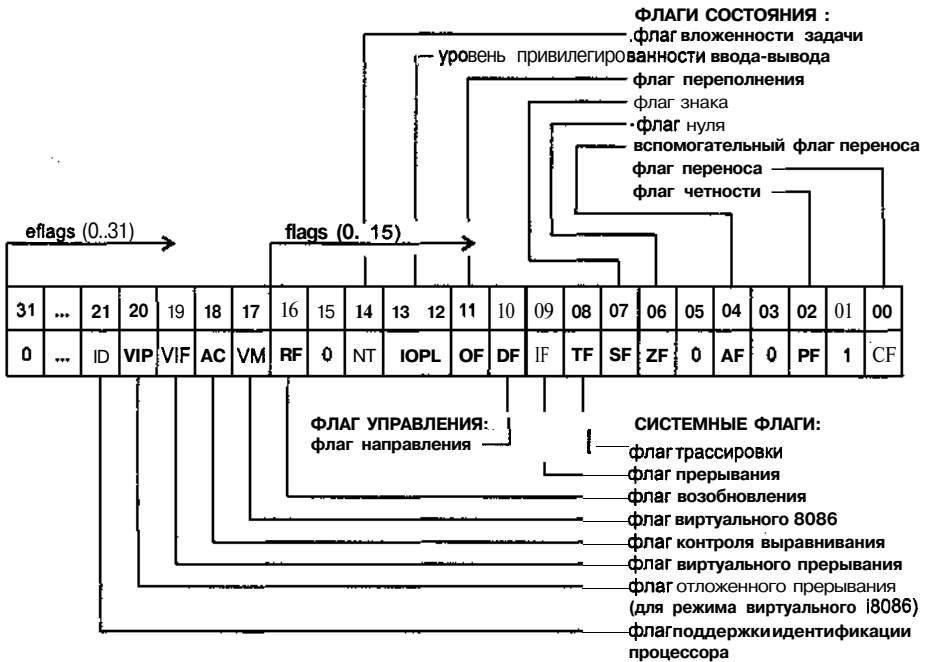 ФЛАГИ СОСТОЯНИЯ :
флаг вложенности задачи
уровень привилегированности ввода-вывода
флаг переполнения
флаг знака
флаг нуля
вспомогательный флаг переноса
флаг переноса
флаг четности
eflags (0..31)
flags (0. 15)
31 ... 21 20 19 18 17 16 15 14 13 12 11 10 09 08 07 06 05 04 03 02 01 00
0 ... ID VIP VIF AC VM RF 0 NT IOPL OF DF IF TF SF ZF 0 AF 0 PF 1 CF
ФЛАГ УПРАВЛЕНИЯ:
флаг направления
СИСТЕМНЫЕ ФЛАГИ:
флаг трассировки
флаг прерывания
флаг возобновления
флаг виртуального 8086
флаг контроля выравнивания
флаг виртуального прерывания
флаг отложенного прерывания
(для режима виртуального i8086)
флаг поддержки идентификации
процессора